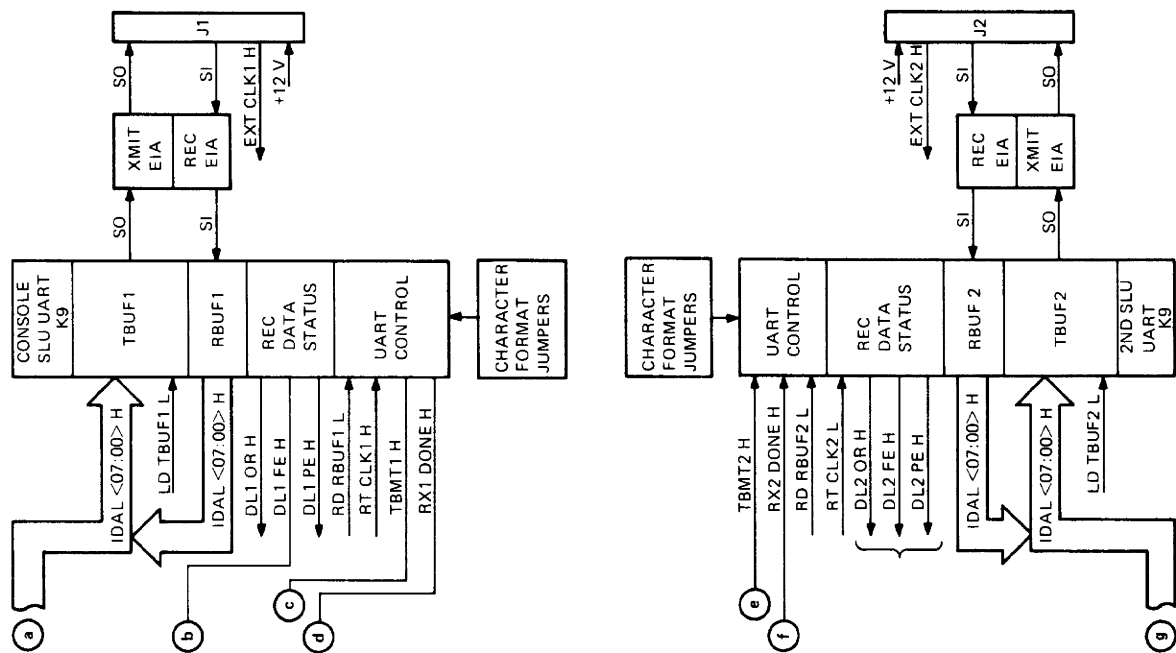 J1
SO
SI
EXT CLK1 H
+12 V
XMIT
EIA
REC
EIA
SO
SI
CONSOLE
SLU UART
K9
TBUF1
RBUF1
REC
DATA
STATUS
UART
CONTROL
CHARACTER
FORMAT
JUMPERS
IDAL <07:00> H
LD TBUF1 L
IDAL <07:00> H
DL1 OR H
DL1 FE H
DL1 PE H
RD RBUF1 L
RT CLK1 H
TBMT1 H
RX1 DONE H
a
b
c
d
J2
+12 V
EXT CLK2 H
SI
SO
REC
EIA
XMIT
EIA
SI
SO
CHARACTER
FORMAT
JUMPERS
UART
CONTROL
REC
DATA
STATUS
RBUF 2
TBUF2
2ND SLU
UART
K9
TBMT2 H
RX2 DONE H
RD RBUF2 L
RT CLK2 L
DL2 OR H
DL2 FE H
DL2 PE H
IDAL <07:00> H
IDAL <07:00> H
LD TBUF2 L
e
f
g